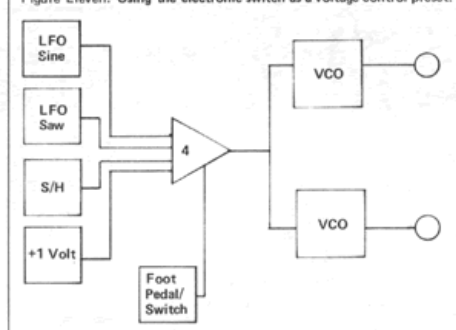 Figure Eleven: Using the electronic switch as a voltage control preset.
LFO
Sine
LFO
Saw
S/H
+1 Volt
4
Foot
Pedal/
Switch
VCO
VCO